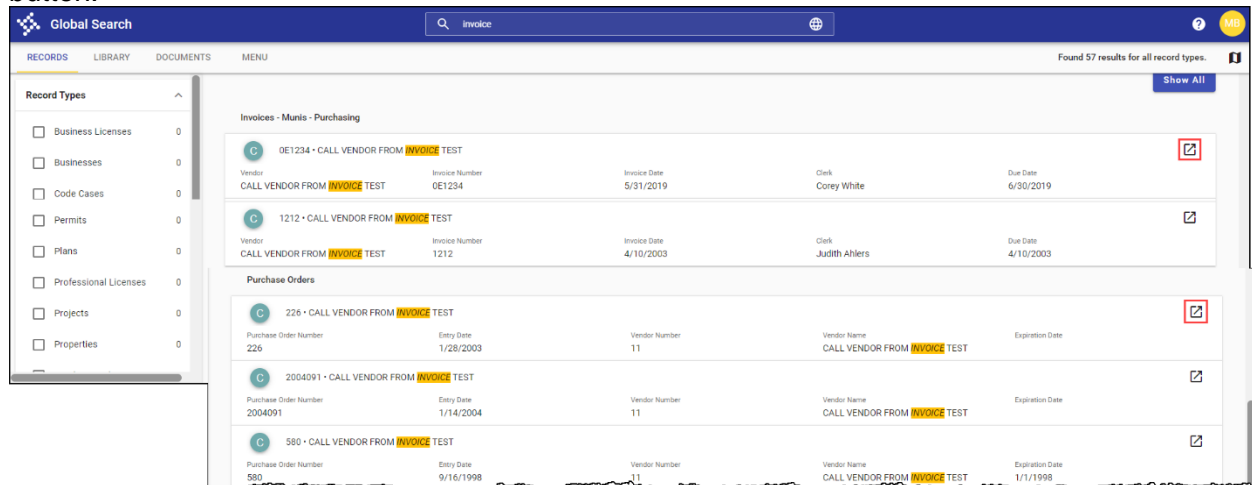 button.
Global Search
invoice
?
MB
RECORDS LIBRARY DOCUMENTS MENU
Found 57 results for all record types.
Show All
Record Types
Business Licenses 0
Businesses 0
Code Cases 0
Permits 0
Plans 0
Professional Licenses 0
Projects 0
Properties 0
Invoices - Munis - Purchasing
C 0E1234 • CALL VENDOR FROM INVOICE TEST
Vendor Invoice Number Invoice Date Clerk Due Date
CALL VENDOR FROM INVOICE TEST 0E1234 5/31/2019 Corey White 6/30/2019
C 1212 • CALL VENDOR FROM INVOICE TEST
Vendor Invoice Number Invoice Date Clerk Due Date
CALL VENDOR FROM INVOICE TEST 1212 4/10/2003 Judith Ahlers 4/10/2003
Purchase Orders
C 226 • CALL VENDOR FROM INVOICE TEST
Purchase Order Number Entry Date Vendor Number Vendor Name Expiration Date
226 1/28/2003 11 CALL VENDOR FROM INVOICE TEST
C 2004091 • CALL VENDOR FROM INVOICE TEST
Purchase Order Number Entry Date Vendor Number Vendor Name Expiration Date
2004091 1/14/2004 11 CALL VENDOR FROM INVOICE TEST
C 580 • CALL VENDOR FROM INVOICE TEST
Purchase Order Number Entry Date Vendor Number Vendor Name Expiration Date
580 9/16/1998 11 CALL VENDOR FROM INVOICE TEST 1/1/1998